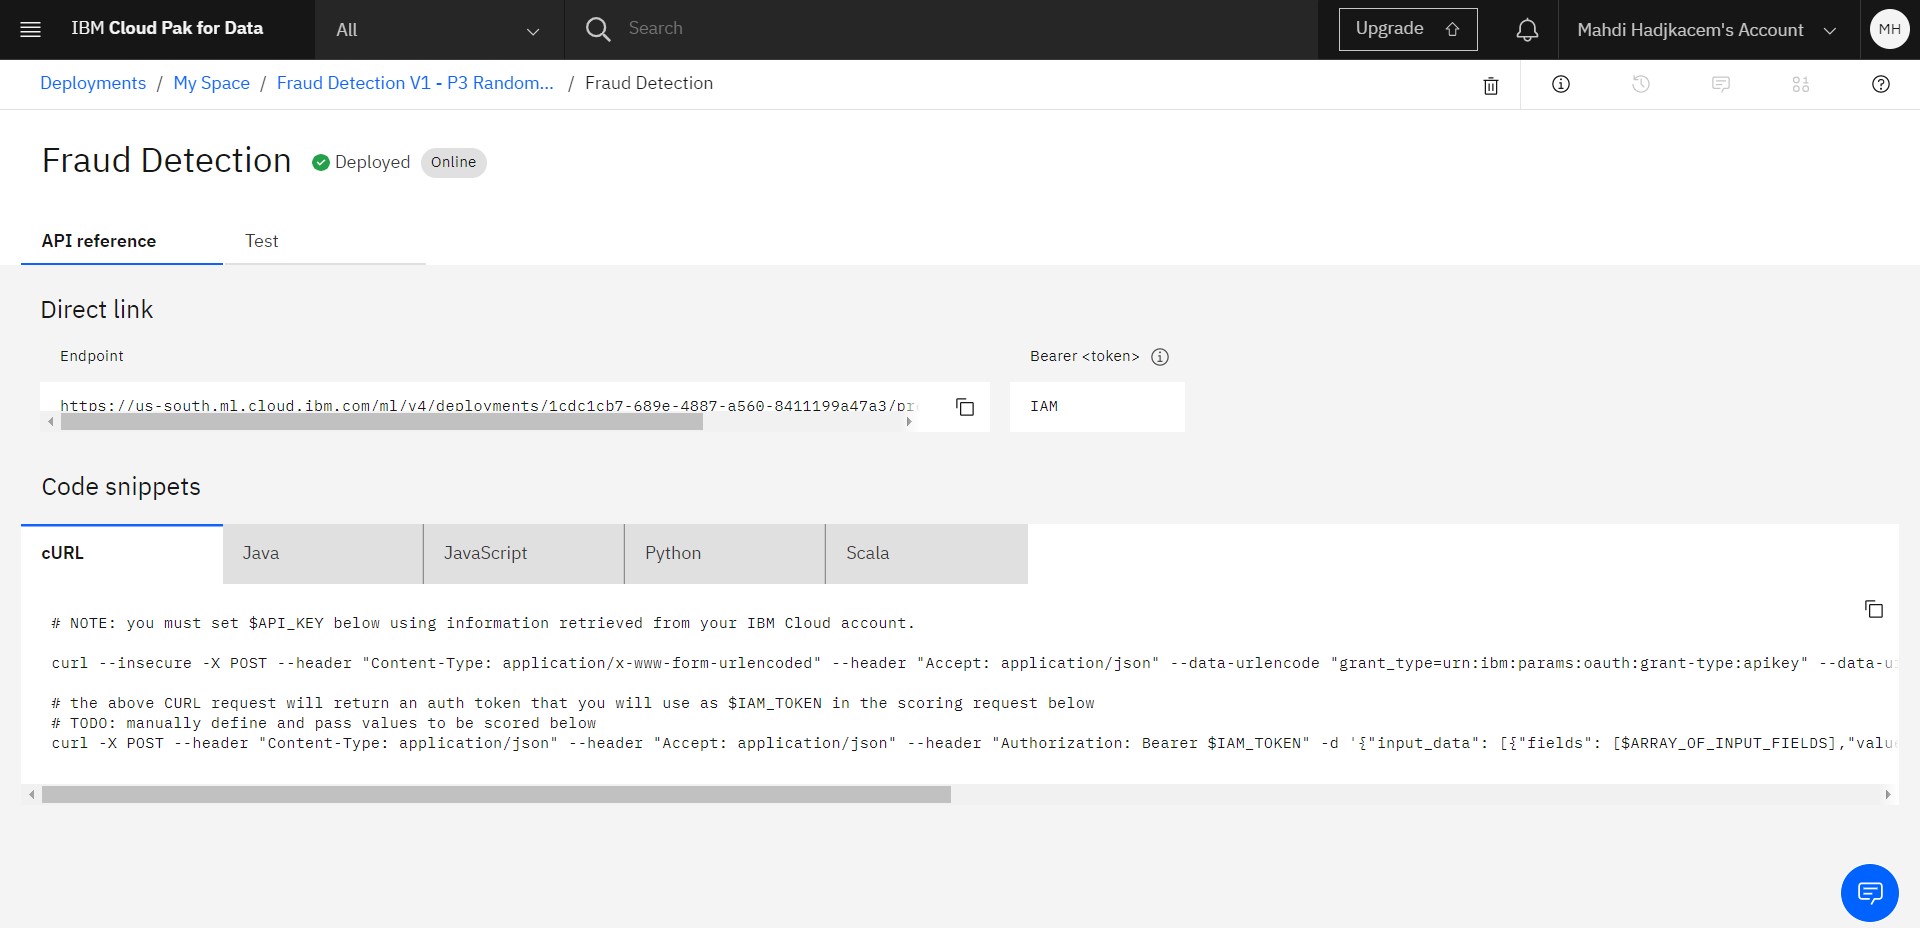 IBM Cloud Pak for Data
All
Search
Upgrade
Mahdi Hadjkacem's Account
MH
Deployments / My Space / Fraud Detection V1 - P3 Random... / Fraud Detection
Fraud Detection
Deployed
Online
API reference
Test
Direct link
Endpoint
Bearer <token>
https://us-south.ml.cloud.ibm.com/ml/v4/deployments/1cdc1cb7-689e-4887-a560-8411199a47a3/pre
IAM
Code snippets
cURL
Java
JavaScript
Python
Scala
# NOTE: you must set $API_KEY below using information retrieved from your IBM Cloud account.
curl --insecure -X POST --header "Content-Type: application/x-www-form-urlencoded" --header "Accept: application/json" --data-urlencode "grant_type=urn:ibm:params:oauth:grant-type:apikey" --data-u
# the above CURL request will return an auth token that you will use as $IAM_TOKEN in the scoring request below
# TODO: manually define and pass values to be scored below
curl -X POST --header "Content-Type: application/json" --header "Accept: application/json" --header "Authorization: Bearer $IAM_TOKEN" -d '{"input_data": [{"fields": [$ARRAY_OF_INPUT_FIELDS],"value